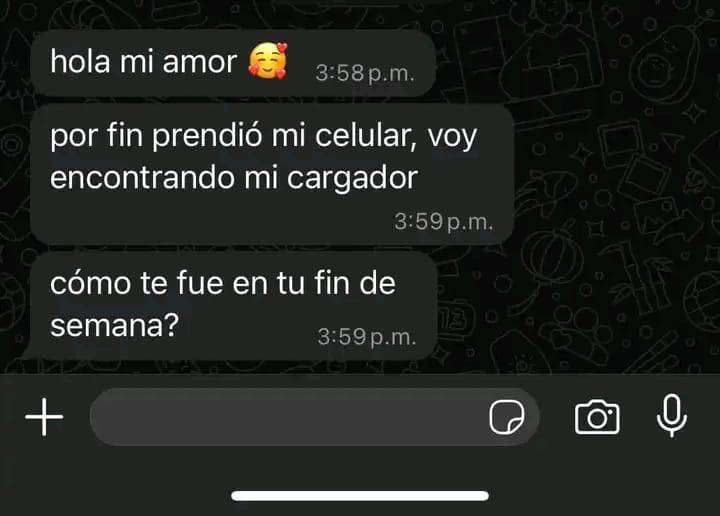 hola mi amor 🥰 3:58 p.m.
por fin prendió mi celular, voy
encontrando mi cargador
3:59 p.m.
cómo te fue en tu fin de
semana? 3:59 p.m.